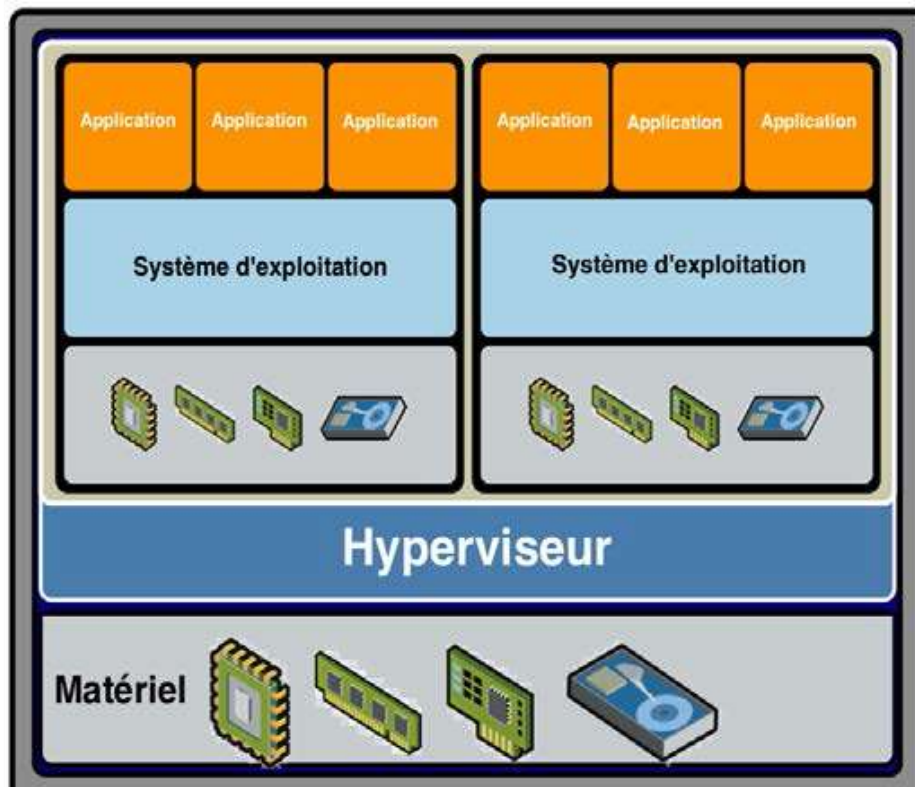 Application
Application
Application
Application
Application
Application
Système d'exploitation
Système d'exploitation
Hyperviseur
Matériel